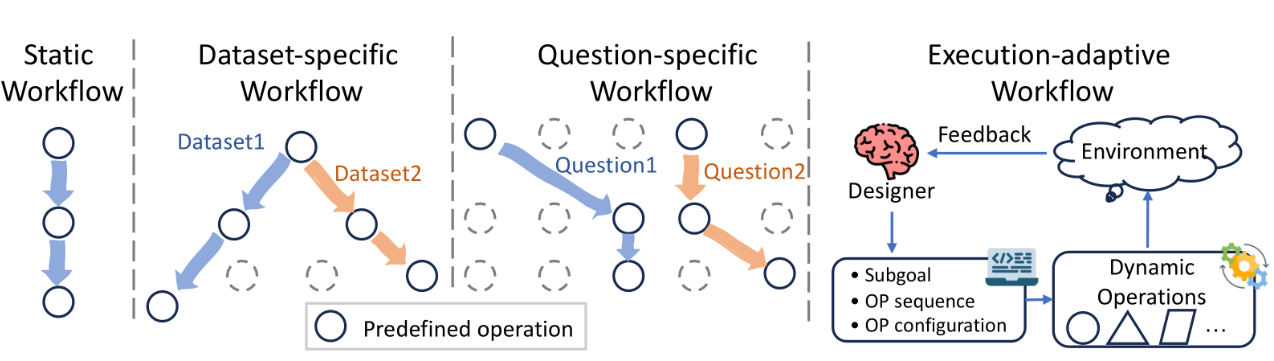 Static
Workflow
Dataset-specific
Workflow
Dataset1
Dataset2
Question-specific
Workflow
Question1
Question2
Predefined operation
Execution-adaptive
Workflow
Feedback
Environment
Designer
• Subgoal
• OP sequence
• OP configuration
</>
Dynamic
Operations
...